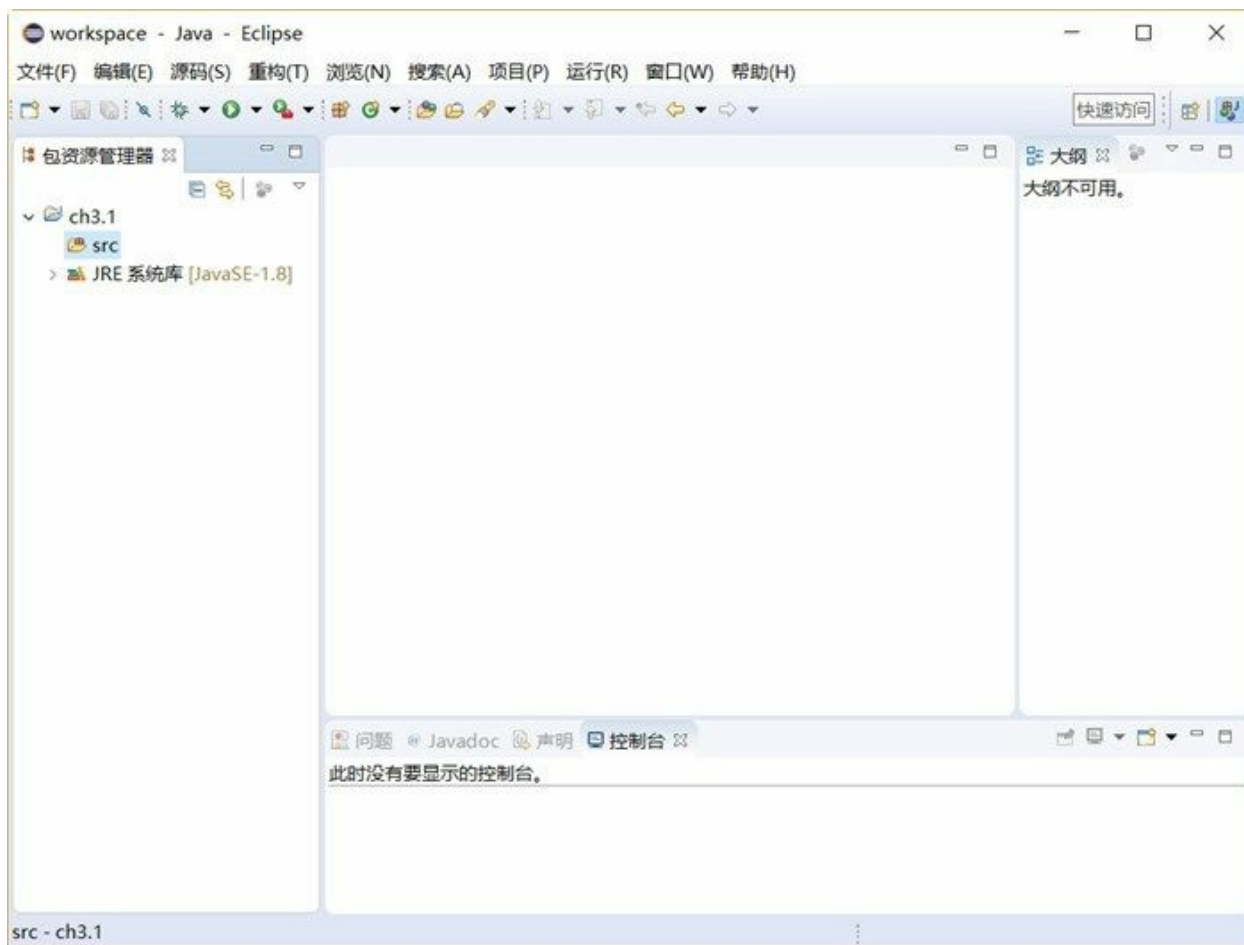 workspace - Java - Eclipse
文件(F) 编辑(E) 源码(S) 重构(T) 浏览(N) 搜索(A) 项目(P) 运行(R) 窗口(W) 帮助(H)
快速访问
包资源管理器
ch3.1
src
JRE 系统库 [JavaSE-1.8]
大纲
大纲不可用。
问题 Javadoc 声明 控制台
此时没有要显示的控制台。
src - ch3.1